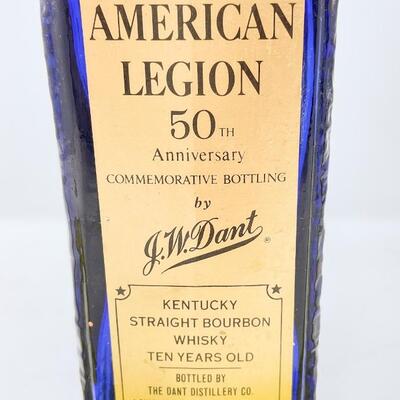 AMERICAN
LEGION
50TH
Anniversary
COMMEMORATIVE BOTTLING
by
J.W. Dant ®
KENTUCKY
STRAIGHT BOURBON
WHISKY
TEN YEARS OLD
BOTTLED BY
THE DANT DISTILLERY CO.